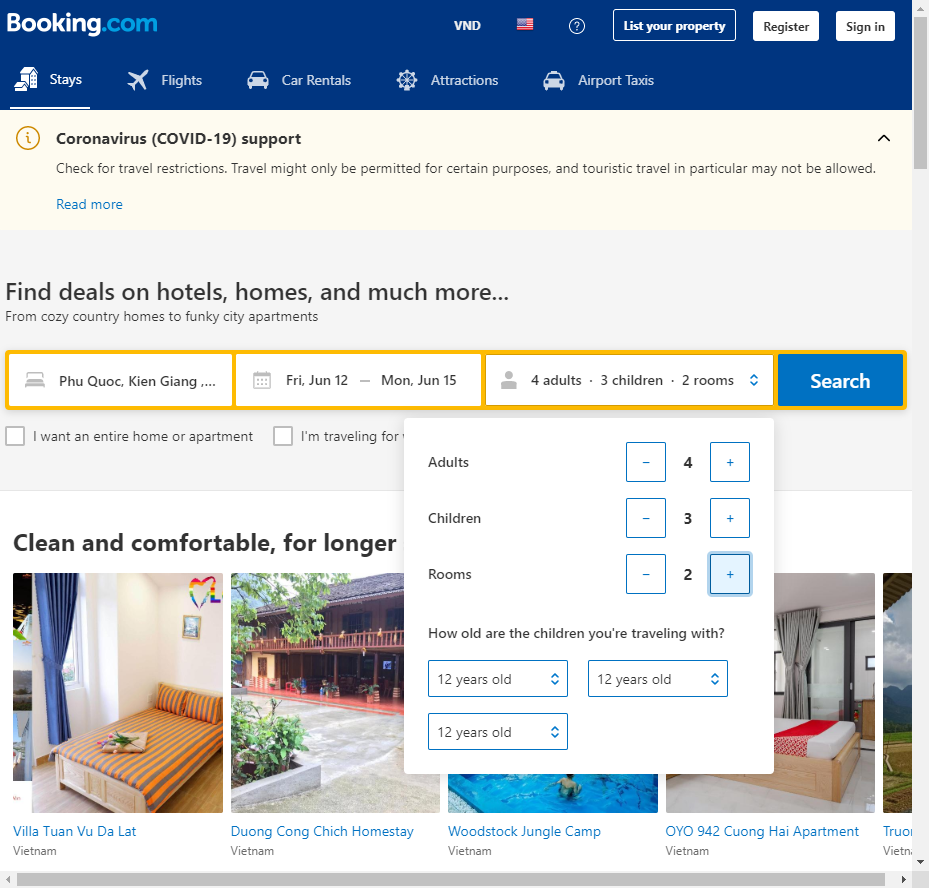 Booking.com
VND
List your property
Register
Sign in
Stays
Flights
Car Rentals
Attractions
Airport Taxis
Coronavirus (COVID-19) support
Check for travel restrictions. Travel might only be permitted for certain purposes, and touristic travel in particular may not be allowed.
Read more
Find deals on hotels, homes, and much more...
From cozy country homes to funky city apartments
Phu Quoc, Kien Giang ,...
Fri, Jun 12 — Mon, Jun 15
4 adults · 3 children · 2 rooms
Search
I want an entire home or apartment
I'm traveling for
Adults
− 4 +
Children
− 3 +
Rooms
− 2 +
How old are the children you're traveling with?
12 years old
12 years old
12 years old
Clean and comfortable, for longer
Villa Tuan Vu Da Lat
Vietnam
Duong Cong Chich Homestay
Vietnam
Woodstock Jungle Camp
Vietnam
OYO 942 Cuong Hai Apartment
Vietnam